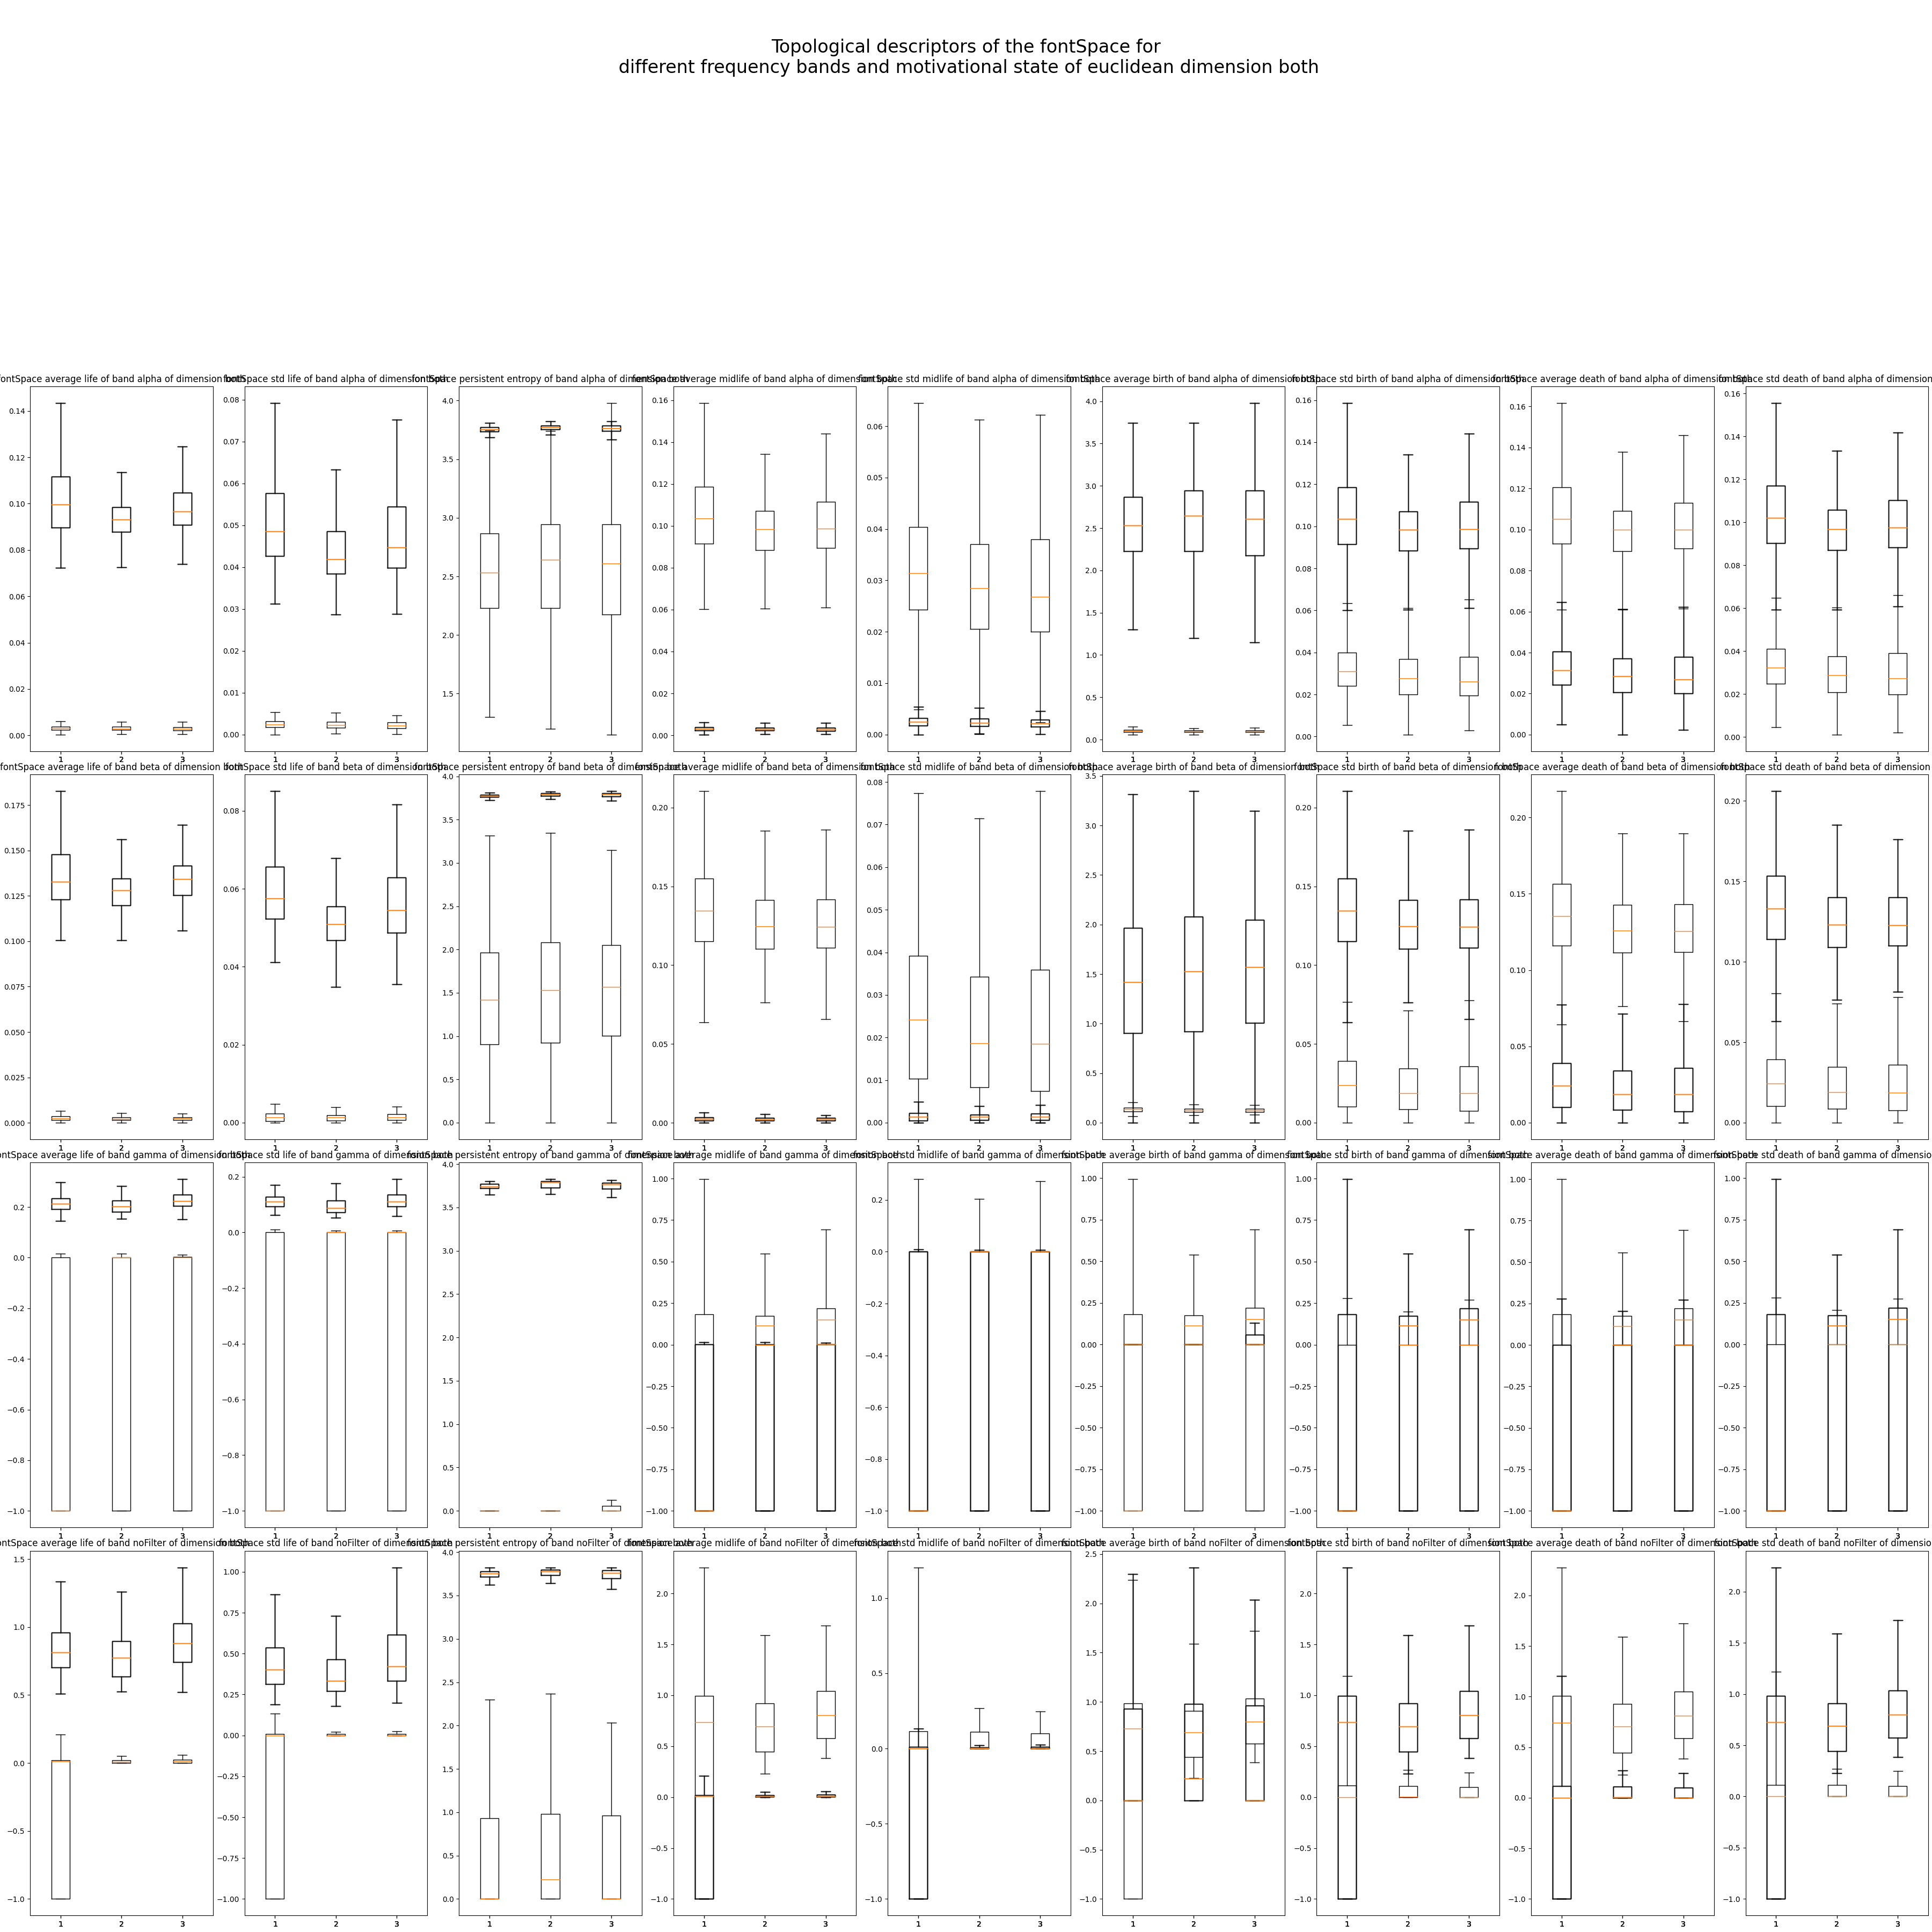 Topological descriptors of the fontSpace for
different frequency bands and motivational state of euclidean dimension both
ontSpace average life of band alpha of dimension both
fontSpace std life of band alpha of dimension both
fontSpace persistent entropy of band alpha of dimension both
fontSpace average midlife of band alpha of dimension both
fontSpace std midlife of band alpha of dimension both
fontSpace average birth of band alpha of dimension both
fontSpace std birth of band alpha of dimension both
fontSpace average death of band alpha of dimension both
fontSpace std death of band alpha of dimension
0.14 0.12 0.10 0.08 0.06 0.04 0.02 0.00
0.08 0.07 0.06 0.05 0.04 0.03 0.02 0.01 0.00
4.0 3.5 3.0 2.5 2.0 1.5
0.16 0.14 0.12 0.10 0.08 0.06 0.04 0.02 0.00
0.06 0.05 0.04 0.03 0.02 0.01 0.00
4.0 3.5 3.0 2.5 2.0 1.5 1.0 0.5 0.0
0.16 0.14 0.12 0.10 0.08 0.06 0.04 0.02 0.00
0.16 0.14 0.12 0.10 0.08 0.06 0.04 0.02 0.00
0.16 0.14 0.12 0.10 0.08 0.06 0.04 0.02 0.00
1 2 3 1 2 3 1 2 3 1 2 3 1 2 3 1 2 3 1 2 3 1 2 3 1 2 3
fontSpace average life of band beta of dimension both
fontSpace std life of band beta of dimension both
fontSpace persistent entropy of band beta of dimension both
fontSpace average midlife of band beta of dimension both
fontSpace std midlife of band beta of dimension both
fontSpace average birth of band beta of dimension both
fontSpace std birth of band beta of dimension both
fontSpace average death of band beta of dimension both
fontSpace std death of band beta of dimension
0.175 0.150 0.125 0.100 0.075 0.050 0.025 0.000
0.08 0.06 0.04 0.02 0.00
4.0 3.5 3.0 2.5 2.0 1.5 1.0 0.5 0.0
0.20 0.15 0.10 0.05 0.00
0.08 0.07 0.06 0.05 0.04 0.03 0.02 0.01 0.00
3.5 3.0 2.5 2.0 1.5 1.0 0.5 0.0
0.20 0.15 0.10 0.05 0.00
0.20 0.15 0.10 0.05 0.00
0.20 0.15 0.10 0.05 0.00
1 2 3 1 2 3 1 2 3 1 2 3 1 2 3 1 2 3 1 2 3 1 2 3 1 2 3
ontSpace average life of band gamma of dimension both
fontSpace std life of band gamma of dimension both
fontSpace persistent entropy of band gamma of dimension both
fontSpace average midlife of band gamma of dimension both
fontSpace std midlife of band gamma of dimension both
fontSpace average birth of band gamma of dimension both
fontSpace std birth of band gamma of dimension both
fontSpace average death of band gamma of dimension both
fontSpace std death of band gamma of dimension
0.2 0.0 −0.2 −0.4 −0.6 −0.8 −1.0
0.2 0.0 −0.2 −0.4 −0.6 −0.8 −1.0
4.0 3.5 3.0 2.5 2.0 1.5 1.0 0.5 0.0
1.00 0.75 0.50 0.25 0.00 −0.25 −0.50 −0.75 −1.00
0.2 0.0 −0.2 −0.4 −0.6 −0.8 −1.0
1.00 0.75 0.50 0.25 0.00 −0.25 −0.50 −0.75 −1.00
1.00 0.75 0.50 0.25 0.00 −0.25 −0.50 −0.75 −1.00
1.00 0.75 0.50 0.25 0.00 −0.25 −0.50 −0.75 −1.00
1.00 0.75 0.50 0.25 0.00 −0.25 −0.50 −0.75 −1.00
1 2 3 1 2 3 1 2 3 1 2 3 1 2 3 1 2 3 1 2 3 1 2 3 1 2 3
ontSpace average life of band noFilter of dimension both
fontSpace std life of band noFilter of dimension both
fontSpace persistent entropy of band noFilter of dimension both
fontSpace average midlife of band noFilter of dimension both
fontSpace std midlife of band noFilter of dimension both
fontSpace average birth of band noFilter of dimension both
fontSpace std birth of band noFilter of dimension both
fontSpace average death of band noFilter of dimension both
fontSpace std death of band noFilter of dimension
1.5 1.0 0.5 0.0 −0.5 −1.0
1.00 0.75 0.50 0.25 0.00 −0.25 −0.50 −0.75 −1.00
4.0 3.5 3.0 2.5 2.0 1.5 1.0 0.5 0.0
2.0 1.5 1.0 0.5 0.0 −0.5 −1.0
1.0 0.5 0.0 −0.5 −1.0
2.5 2.0 1.5 1.0 0.5 0.0 −0.5 −1.0
2.0 1.5 1.0 0.5 0.0 −0.5 −1.0
2.0 1.5 1.0 0.5 0.0 −0.5 −1.0
2.0 1.5 1.0 0.5 0.0 −0.5 −1.0
1 2 3 1 2 3 1 2 3 1 2 3 1 2 3 1 2 3 1 2 3 1 2 3 1 2 3